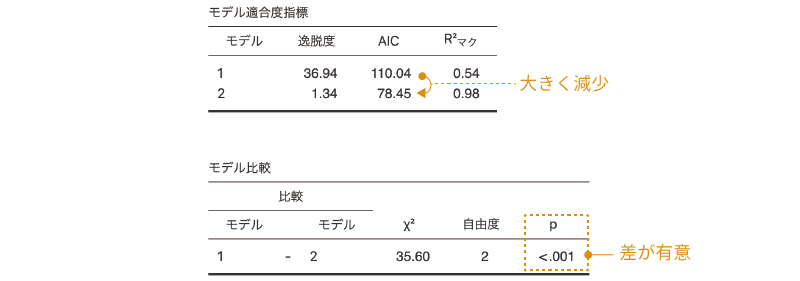 モデル適合度指標
モデル 逸脱度 AIC R²マク
1 36.94 110.04 0.54
2 1.34 78.45 0.98
大きく減少
モデル比較
比較
モデル モデル χ² 自由度 p
1 - 2 35.60 2 <.001
差が有意